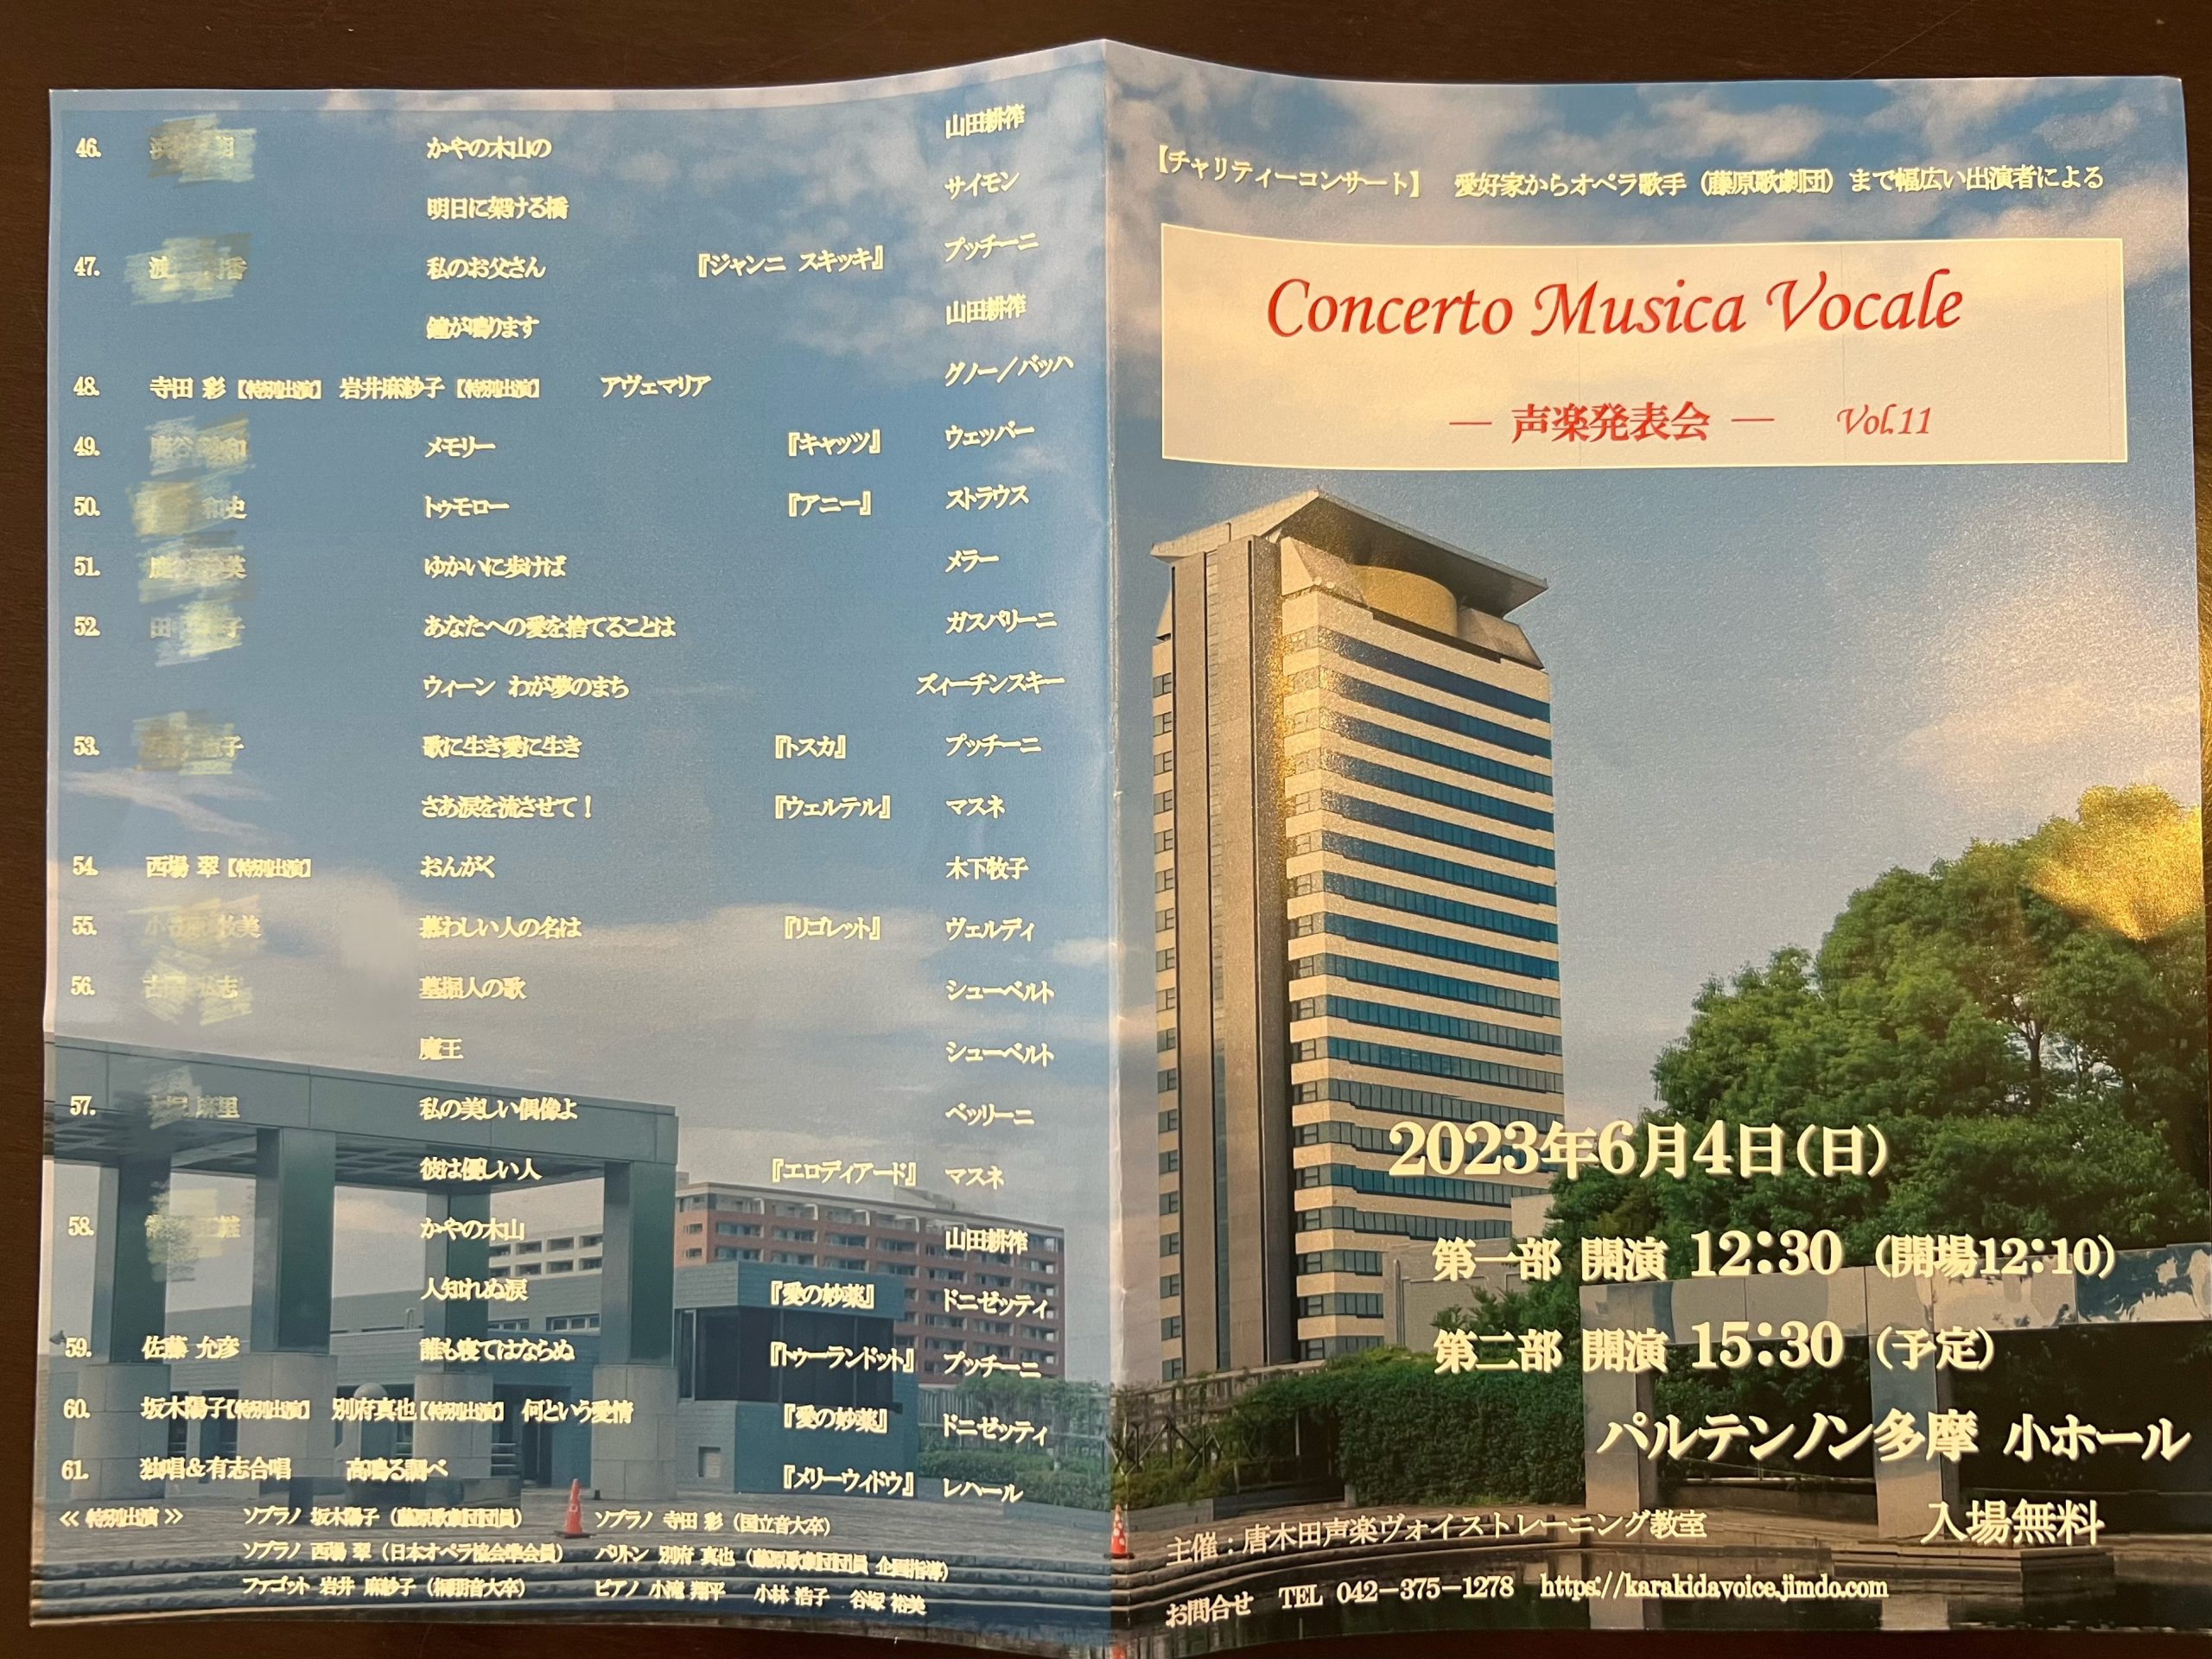 46. かやの木山の 山田耕筰
明日に架ける橋 サイモン
47. 私のお父さん 『ジャンニ スキッキ』 プッチーニ
鐘が鳴ります 山田耕筰
48. 寺田 彩【特別出演】 岩井麻紗子【特別出演】 アヴェマリア グノー／バッハ
49. メモリー 『キャッツ』 ウェッバー
50. 和史 トゥモロー 『アニー』 ストラウス
51. ゆかいに歩けば メラー
52. あなたへの愛を捨てることは ガスパリーニ
ウィーン わが夢のまち ズィーチンスキー
53. 歌に生き愛に生き 『トスカ』 プッチーニ
さあ涙を流させて！ 『ウェルテル』 マスネ
54. 西場 翠【特別出演】 おんがく 木下牧子
55. 慕わしい人の名は 『リゴレット』 ヴェルディ
56. 墓掘人の歌 シューベルト
魔王 シューベルト
57. 私の美しい偶像よ ベッリーニ
彼は優しい人 『エロディアード』 マスネ
58. かやの木山 山田耕筰
人知れぬ涙 『愛の妙薬』 ドニゼッティ
59. 佐藤 允彦 誰も寝てはならぬ 『トゥーランドット』 プッチーニ
60. 坂木陽子【特別出演】 別府真也【特別出演】 何という愛情 『愛の妙薬』 ドニゼッティ
61. 独唱＆有志合唱 高鳴る調べ 『メリーウィドウ』 レハール
≪ 特別出演 ≫ ソプラノ 坂木陽子（藤原歌劇団団員） ソプラノ 寺田 彩（国立音大卒）
ソプラノ 西場 翠（日本オペラ協会準会員） バリトン 別府 真也（藤原歌劇団団員 企画指導）
ファゴット 岩井 麻紗子（桐朋音大卒） ピアノ 小滝 翔平 小林 浩子 谷塚 裕美
【チャリティーコンサート】 愛好家からオペラ歌手（藤原歌劇団）まで幅広い出演者による
Concerto Musica Vocale
― 声楽発表会 ― Vol.11
2023年6月4日（日）
第一部 開演 12：30 （開場12：10）
第二部 開演 15：30 （予定）
パルテンノン多摩 小ホール
入場無料
主催：唐木田声楽ヴォイストレーニング教室
お問合せ TEL 042－375－1278 https://karakidavoice.jimdo.com